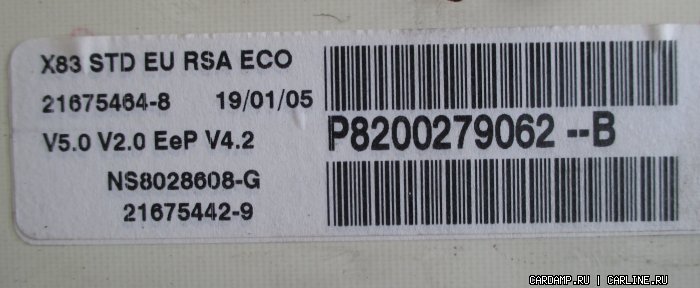 X83 STD EU RSA ECO
21675464-8 19/01/05
V5.0 V2.0 EeP V4.2
NS8028608-G
21675442-9
P8200279062 --B
CARDAMP.RU | CARLINE.RU